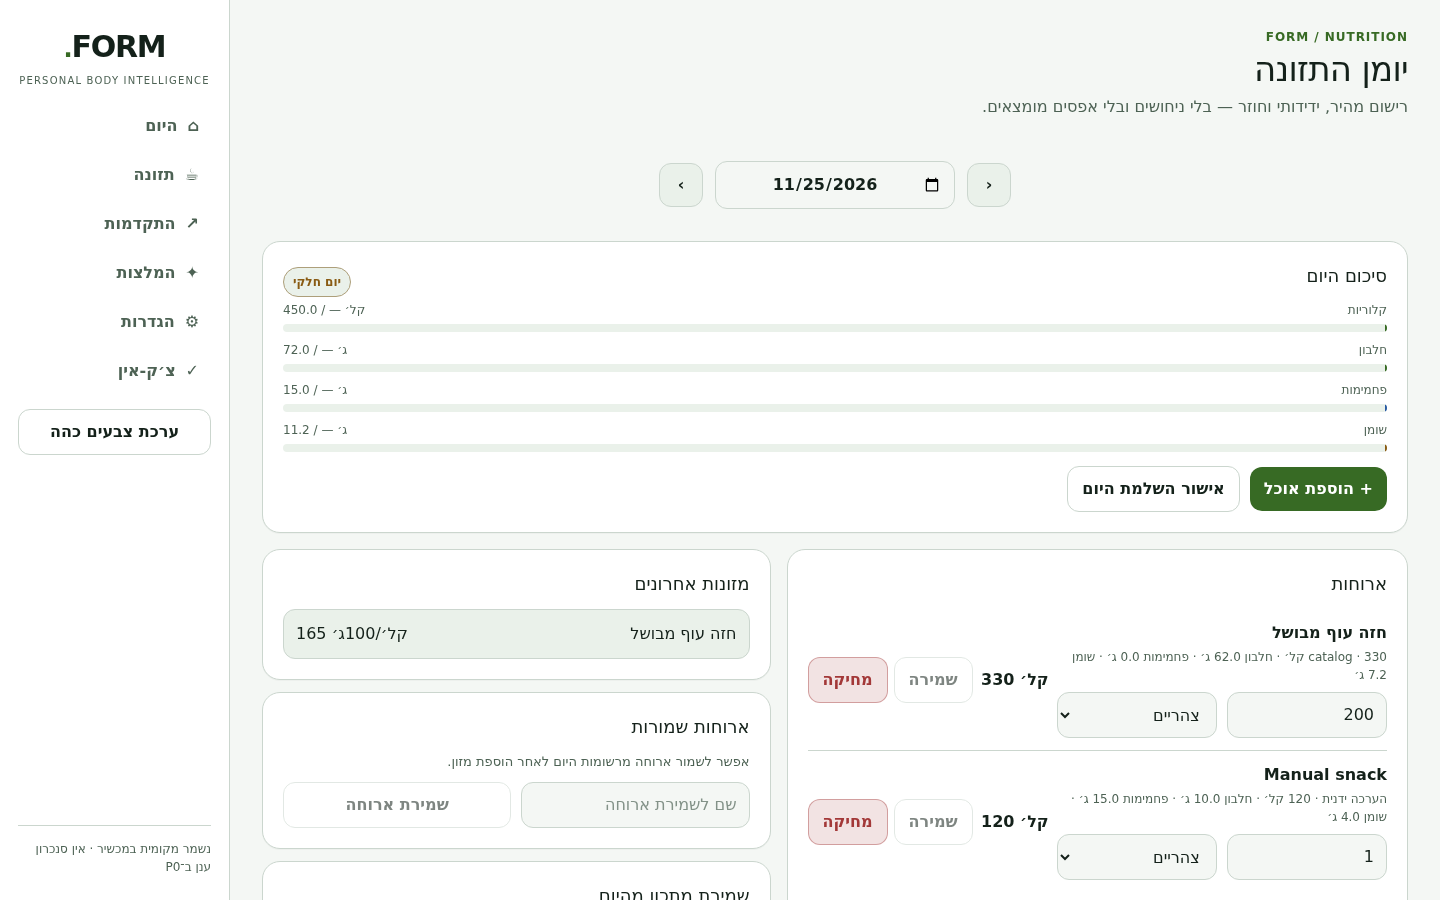 FORM.
PERSONAL BODY INTELLIGENCE
⌂ היום
☕ תזונה
↗ התקדמות
✦ המלצות
⚙ הגדרות
✓ צ׳ק-אין
ערכת צבעים כהה
נשמר מקומית במכשיר · אין סנכרון
ענן ב־P0
FORM / NUTRITION
יומן התזונה
רישום מהיר, ידידותי וחוזר — בלי ניחושים ובלי אפסים מומצאים.
11/25/2026
סיכום היום
יום חלקי
קלוריות
450.0 / — קל׳
חלבון
72.0 / — ג׳
פחמימות
15.0 / — ג׳
שומן
11.2 / — ג׳
+ הוספת אוכל
אישור השלמת היום
ארוחות
חזה עוף מבושל
catalog · 330 קל׳ · חלבון 62.0 ג׳ · פחמימות 0.0 ג׳ · שומן
7.2 ג׳
200
צהריים
330 קל׳
שמירה
מחיקה
Manual snack
הערכה ידנית · 120 קל׳ · חלבון 10.0 ג׳ · פחמימות 15.0 ג׳ ·
שומן 4.0 ג׳
1
צהריים
120 קל׳
שמירה
מחיקה
מזונות אחרונים
חזה עוף מבושל
165 קל׳/100ג׳
ארוחות שמורות
אפשר לשמור ארוחה מרשומות היום לאחר הוספת מזון.
שם לשמירת ארוחה
שמירת ארוחה
שמירת מתכון מהיום